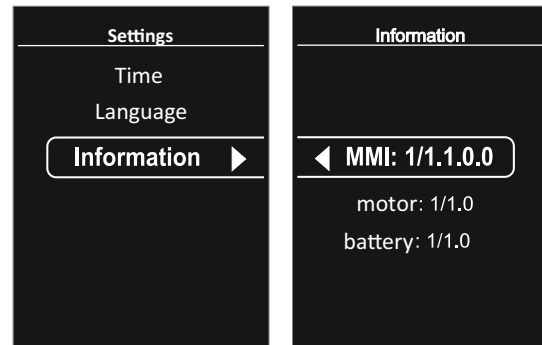 Settings
Time
Language
Information
Information
MMI: 1/1.1.0.0
motor: 1/1.0
battery: 1/1.0